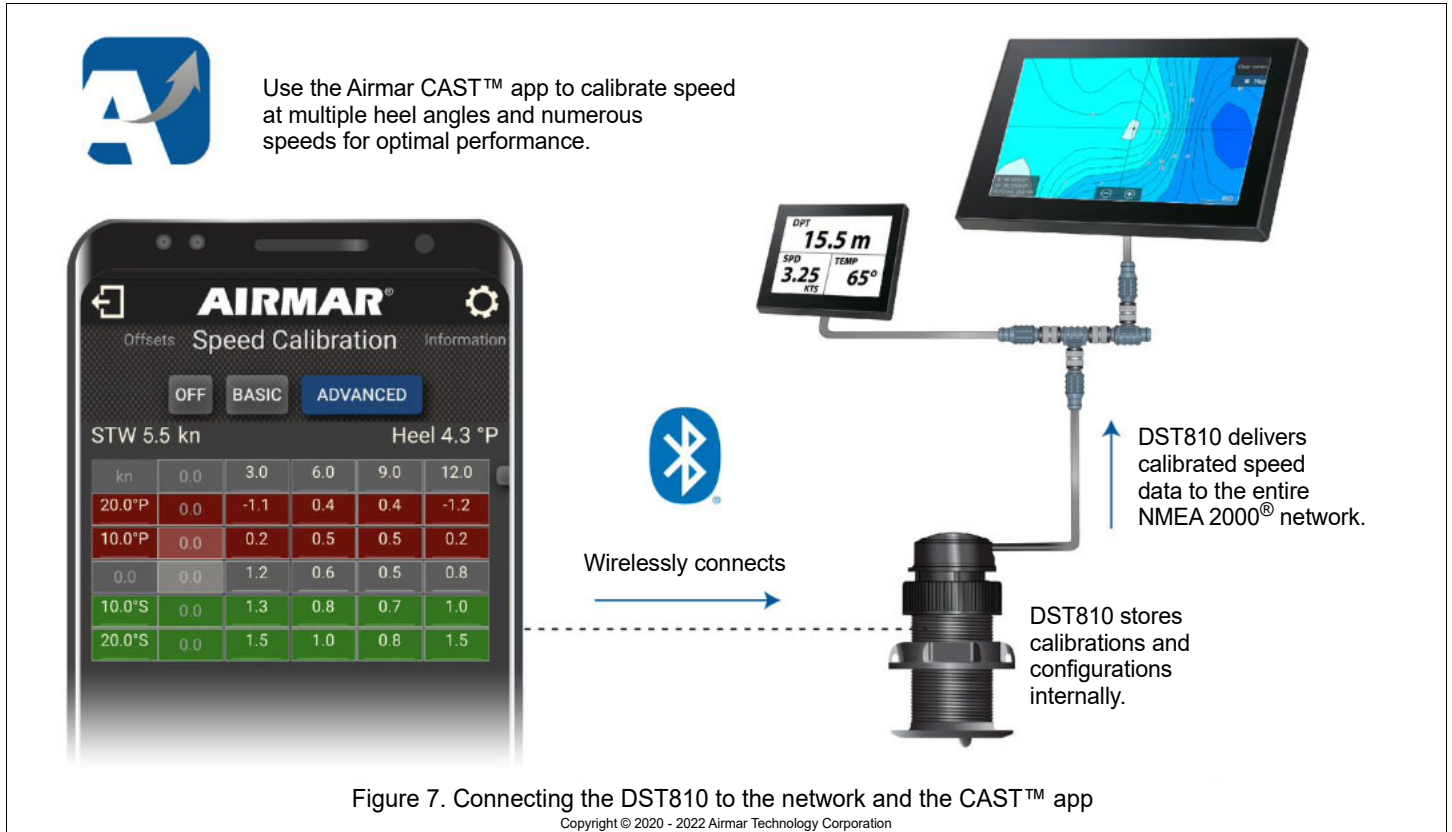 Use the Airmar CAST™ app to calibrate speed
at multiple heel angles and numerous
speeds for optimal performance.
AIRMAR®
Offsets Speed Calibration Information
OFF BASIC ADVANCED
STW 5.5 kn Heel 4.3 °P
kn 0.0 3.0 6.0 9.0 12.0
20.0°P 0.0 -1.1 0.4 0.4 -1.2
10.0°P 0.0 0.2 0.5 0.5 0.2
0.0 0.0 1.2 0.6 0.5 0.8
10.0°S 0.0 1.3 0.8 0.7 1.0
20.0°S 0.0 1.5 1.0 0.8 1.5
Wirelessly connects
DPT
15.5 m
SPD TEMP
3.25 65°
KTS
DST810 delivers
calibrated speed
data to the entire
NMEA 2000® network.
DST810 stores
calibrations and
configurations
internally.
Figure 7. Connecting the DST810 to the network and the CAST™ app
Copyright © 2020 - 2022 Airmar Technology Corporation